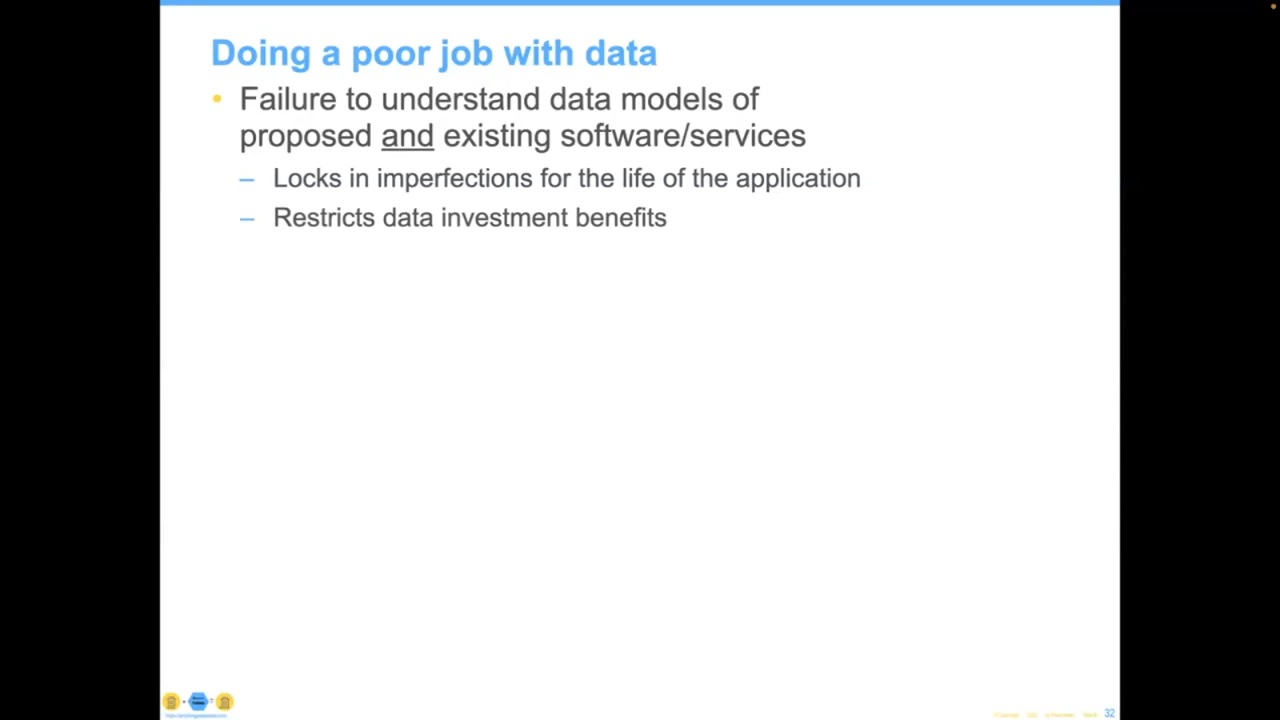 Doing a poor job with data
• Failure to understand data models of
proposed and existing software/services
– Locks in imperfections for the life of the application
– Restricts data investment benefits
32